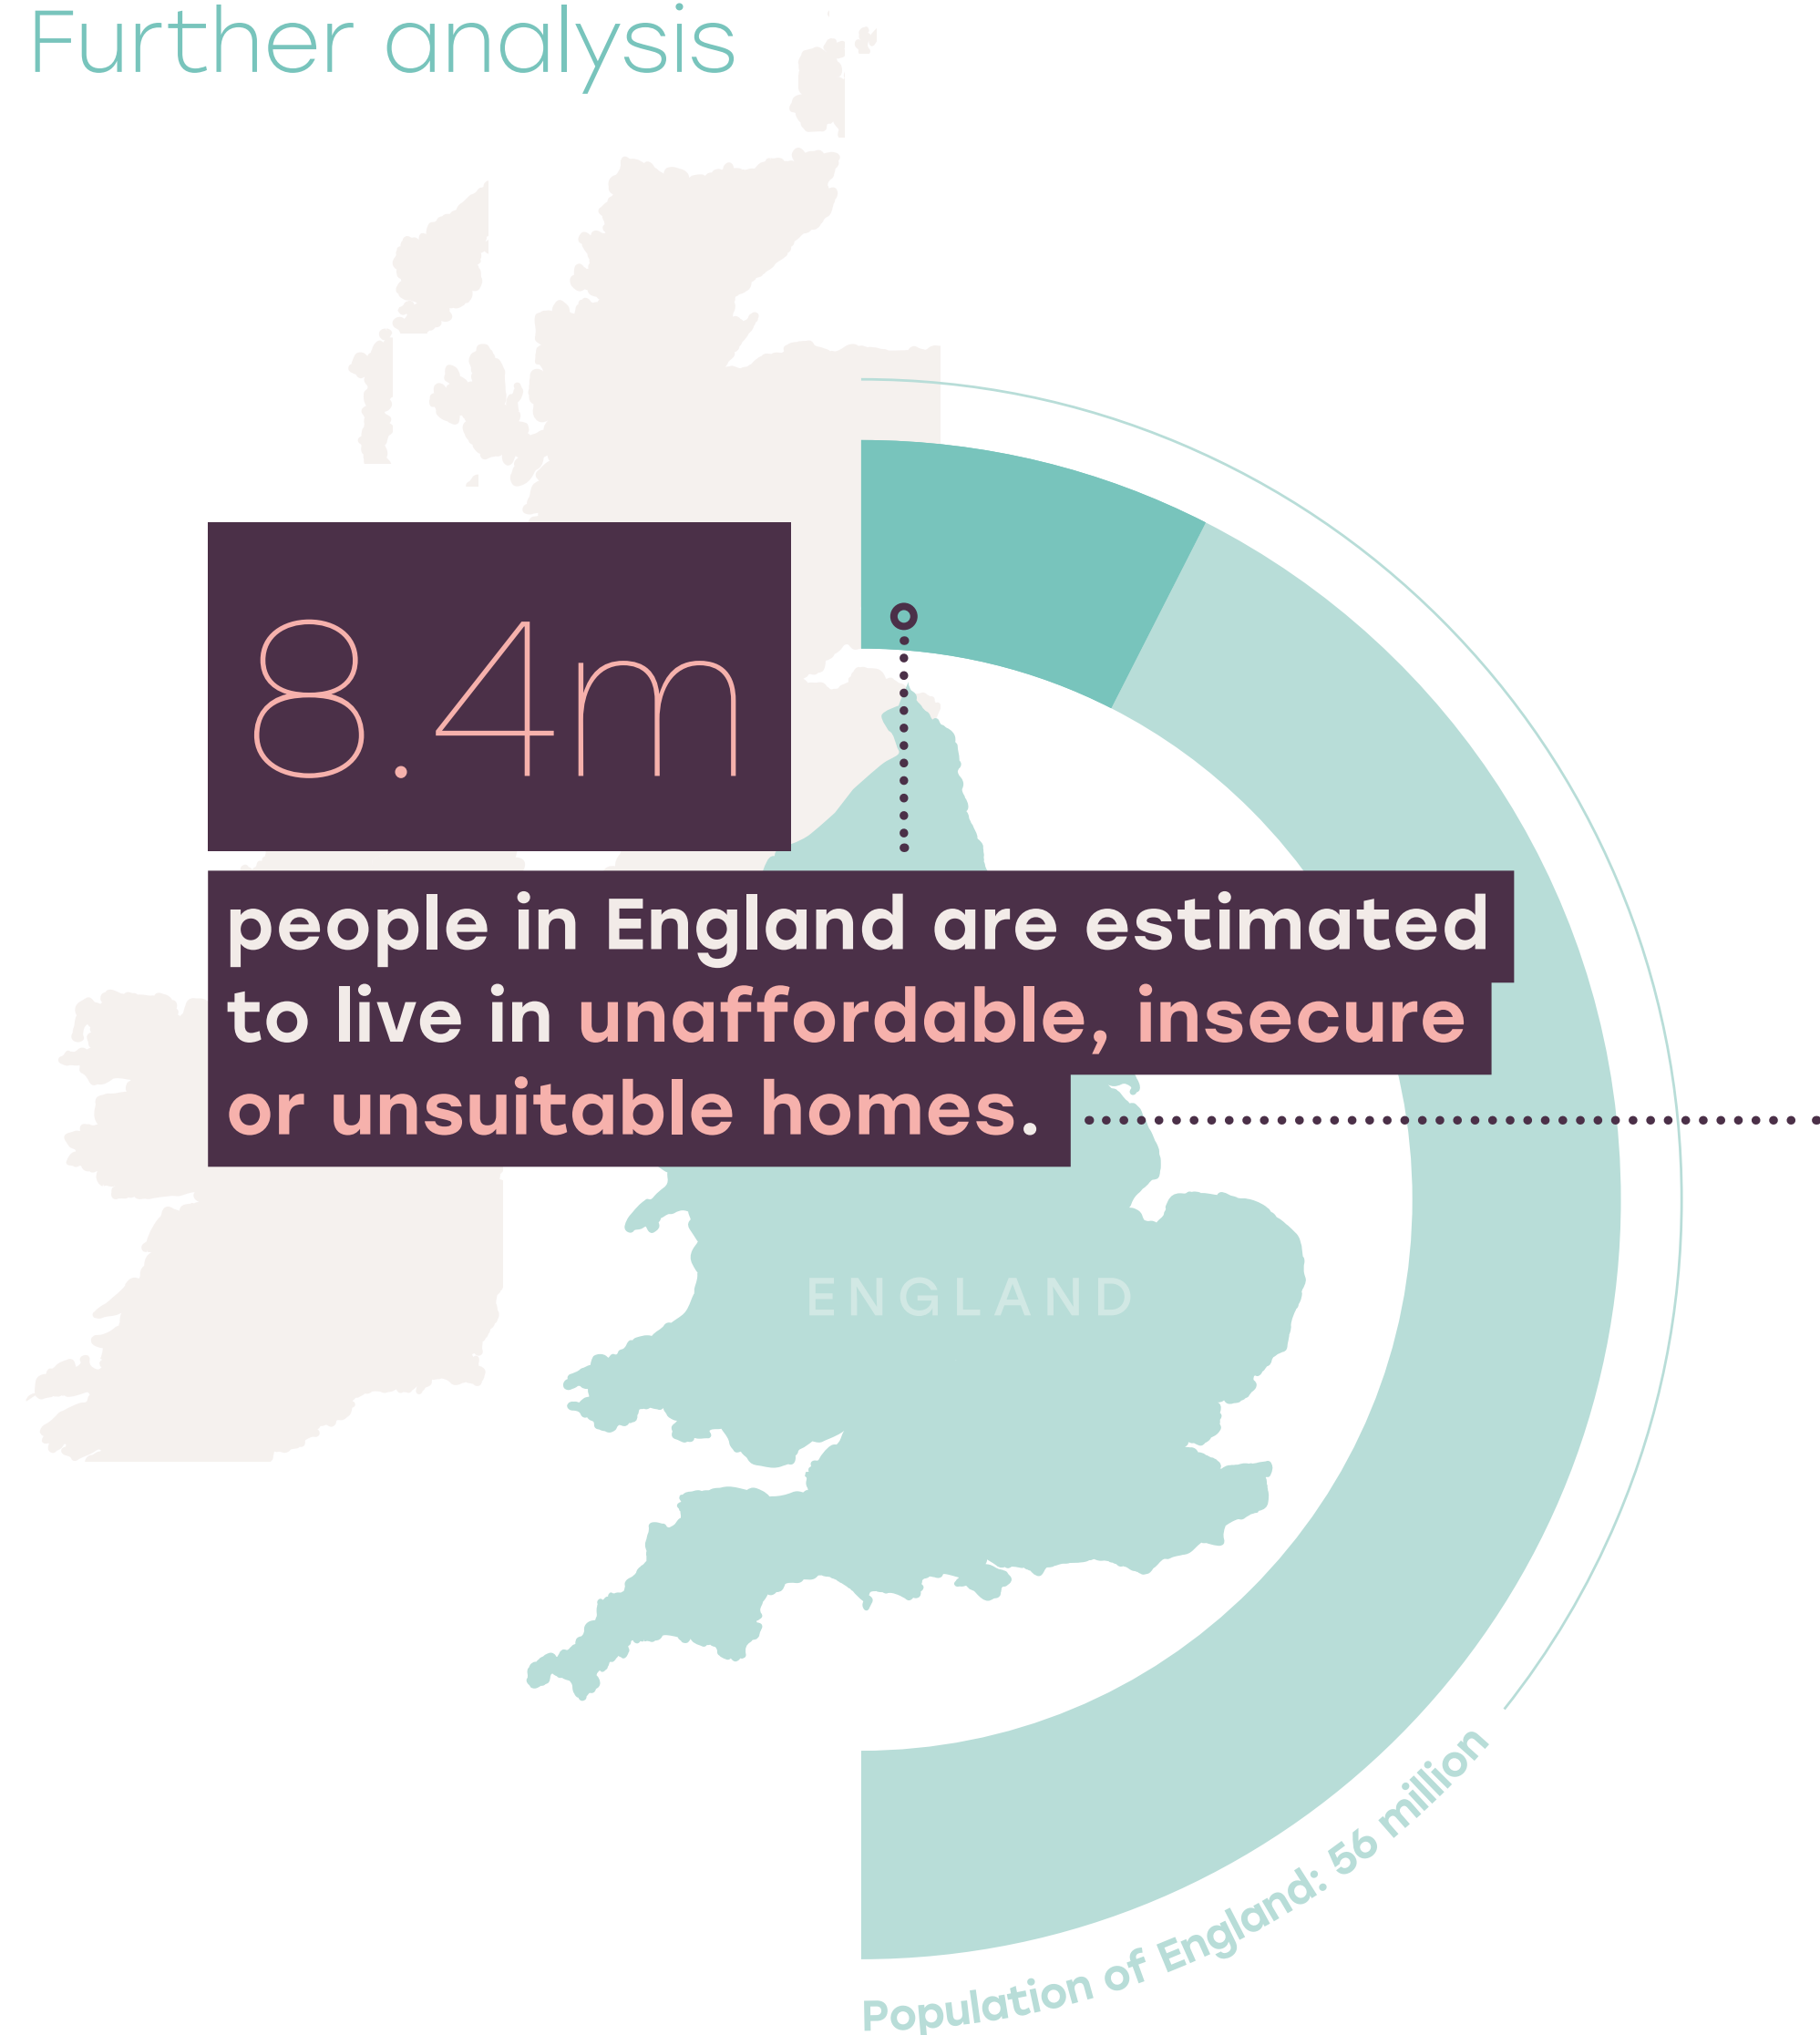 Further analysis
8.4m
people in England are estimated
to live in unaffordable, insecure
or unsuitable homes.
ENGLAND
Population of England: 56 million